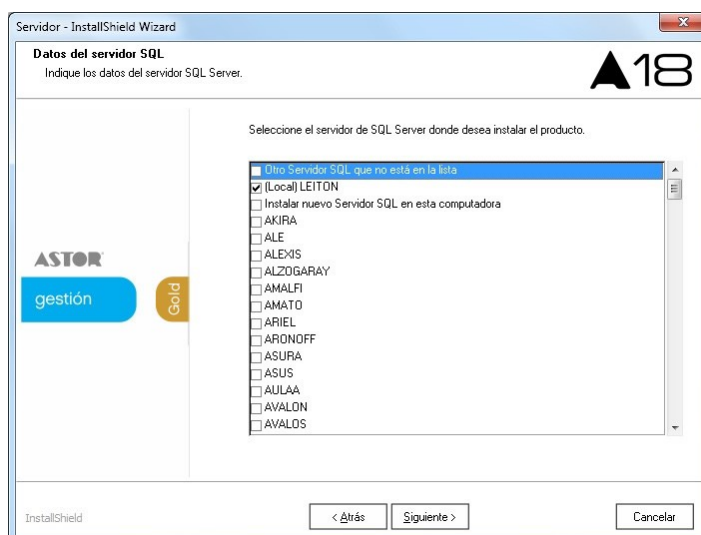 Servidor - InstallShield Wizard
Datos del servidor SQL
Indique los datos del servidor SQL Server.
A18
Seleccione el servidor de SQL Server donde desea instalar el producto.
Otro Servidor SQL que no está en la lista
(Local) LEITON
Instalar nuevo Servidor SQL en esta computadora
AKIRA
ALE
ALEXIS
ALZOGARAY
AMALFI
AMATO
ARIEL
ARONOFF
ASURA
ASUS
AULAA
AVALON
AVALOS
ASTOR
gestión
Gold
InstallShield
< Atrás
Siguiente >
Cancelar